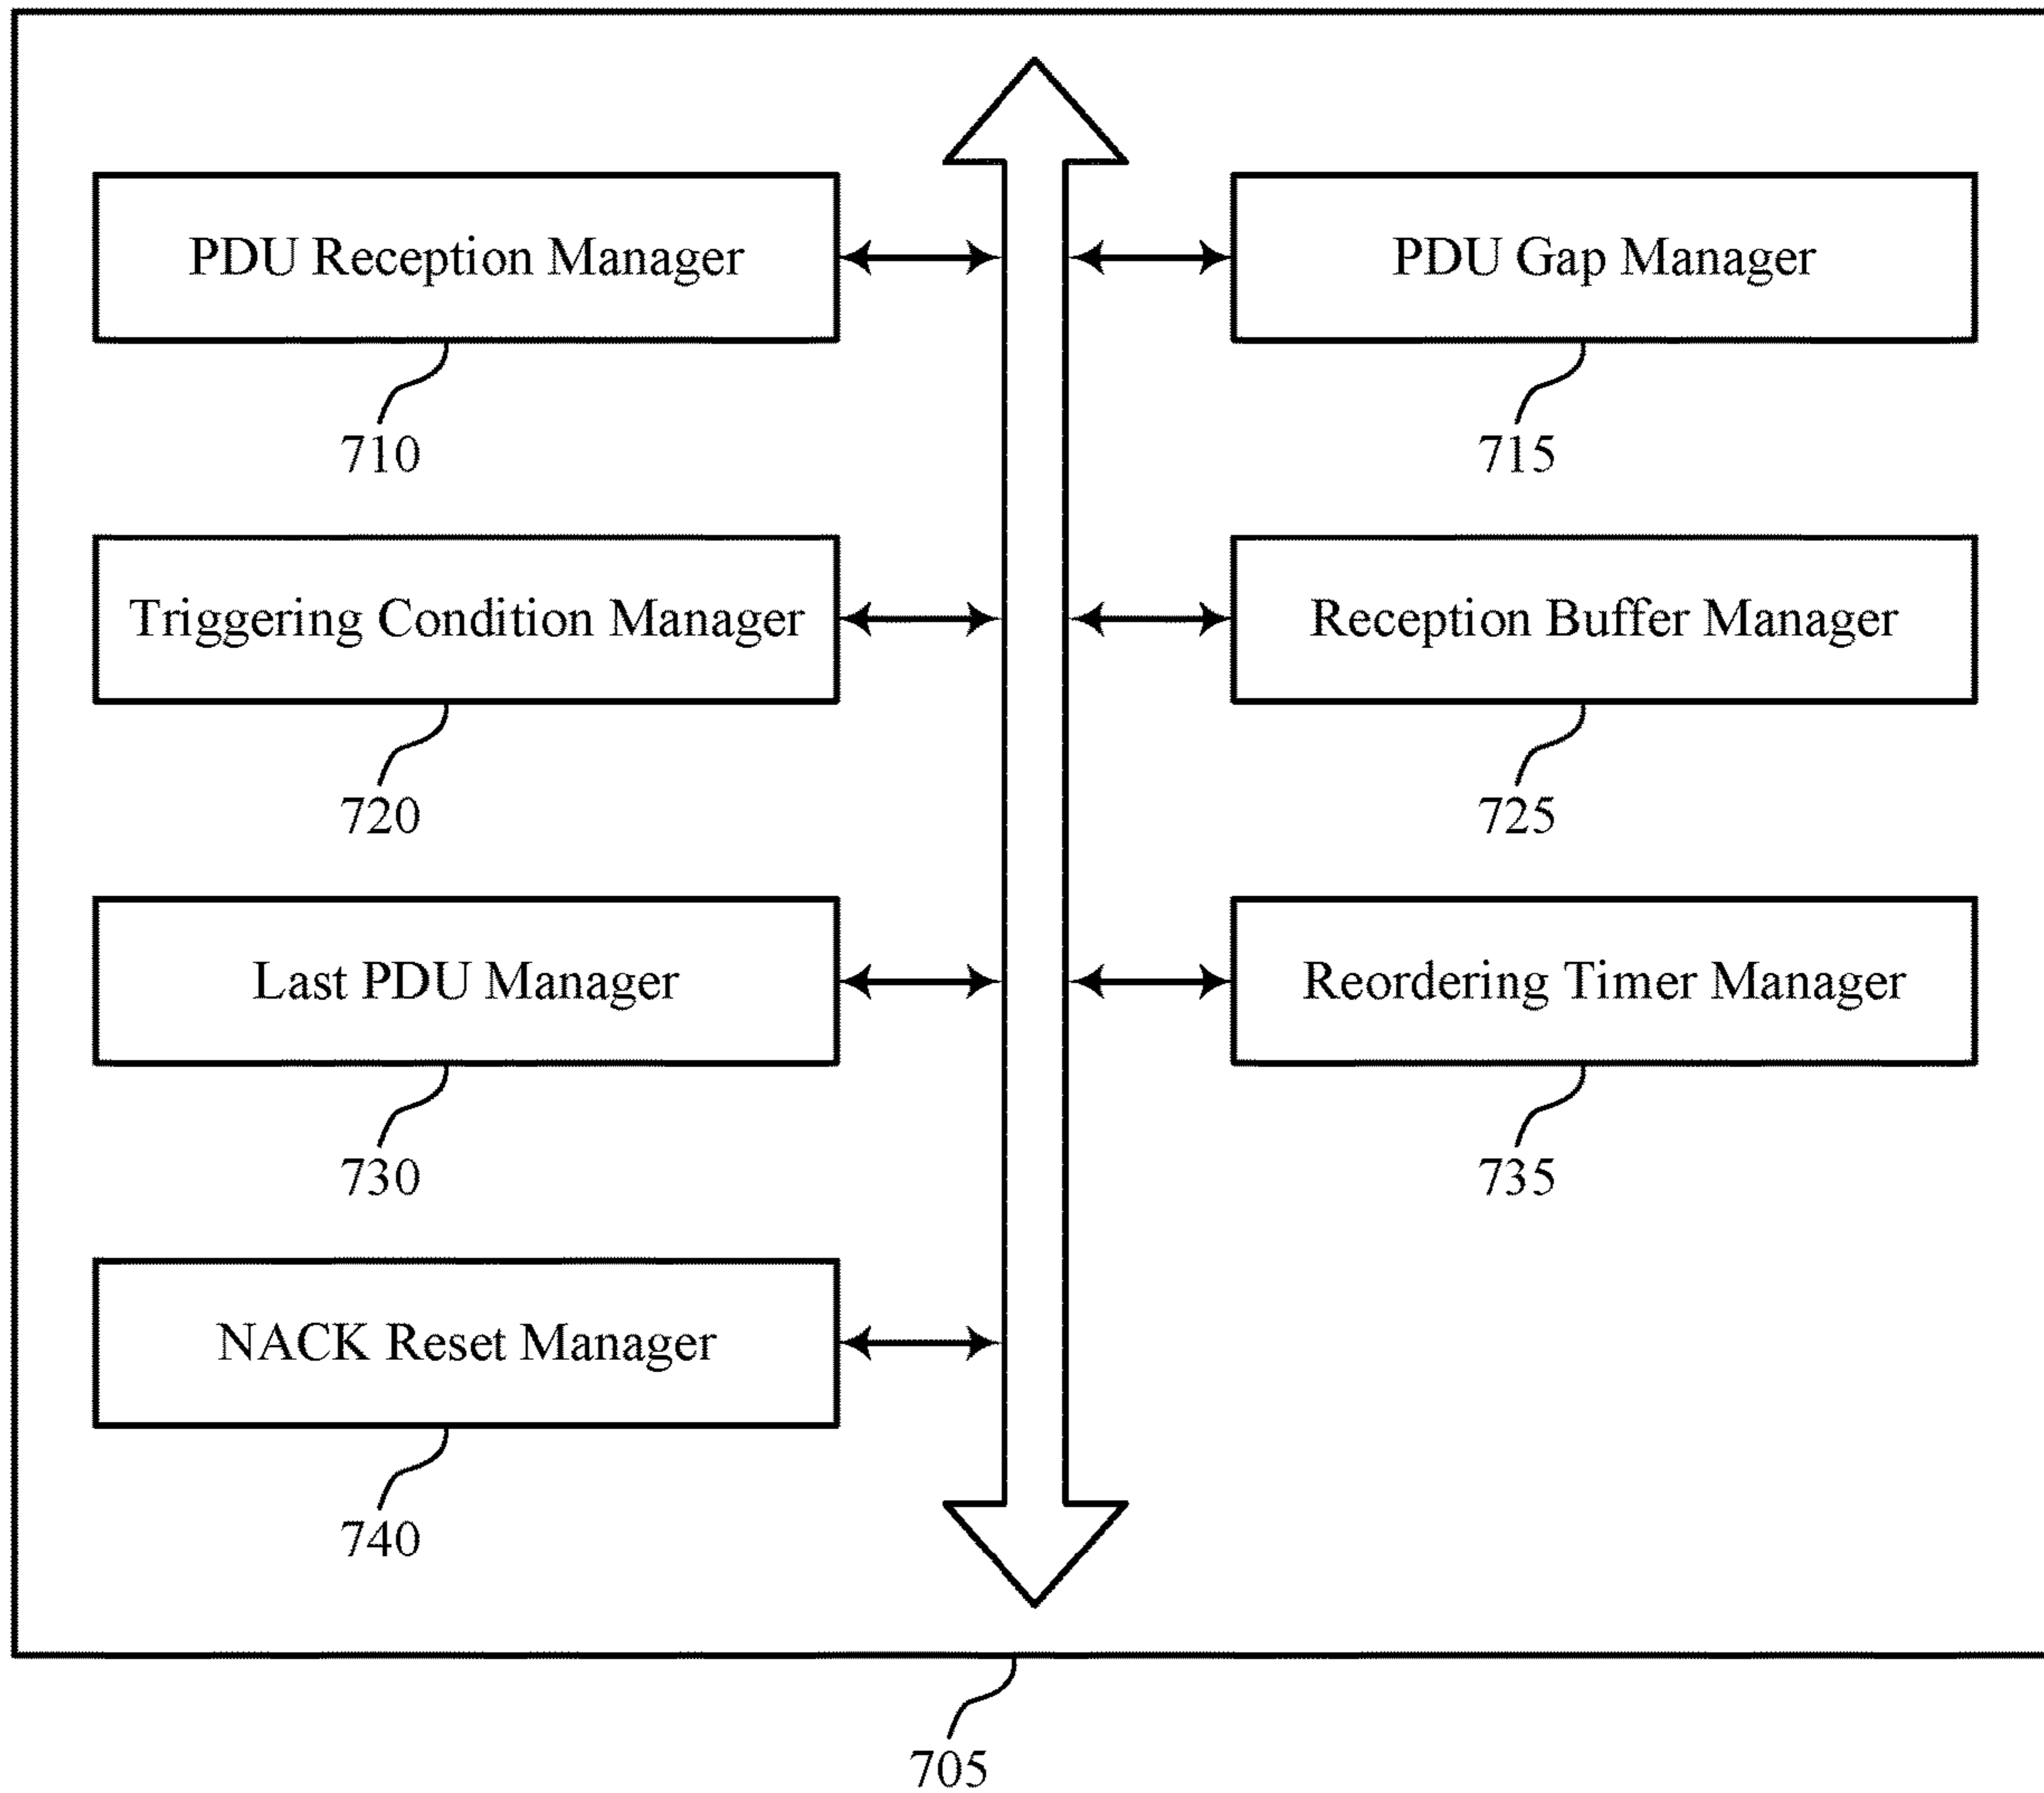 PDU Reception Manager
PDU Gap Manager
710
715
Triggering Condition Manager
Reception Buffer Manager
720
725
Last PDU Manager
Reordering Timer Manager
730
735
NACK Reset Manager
740
705